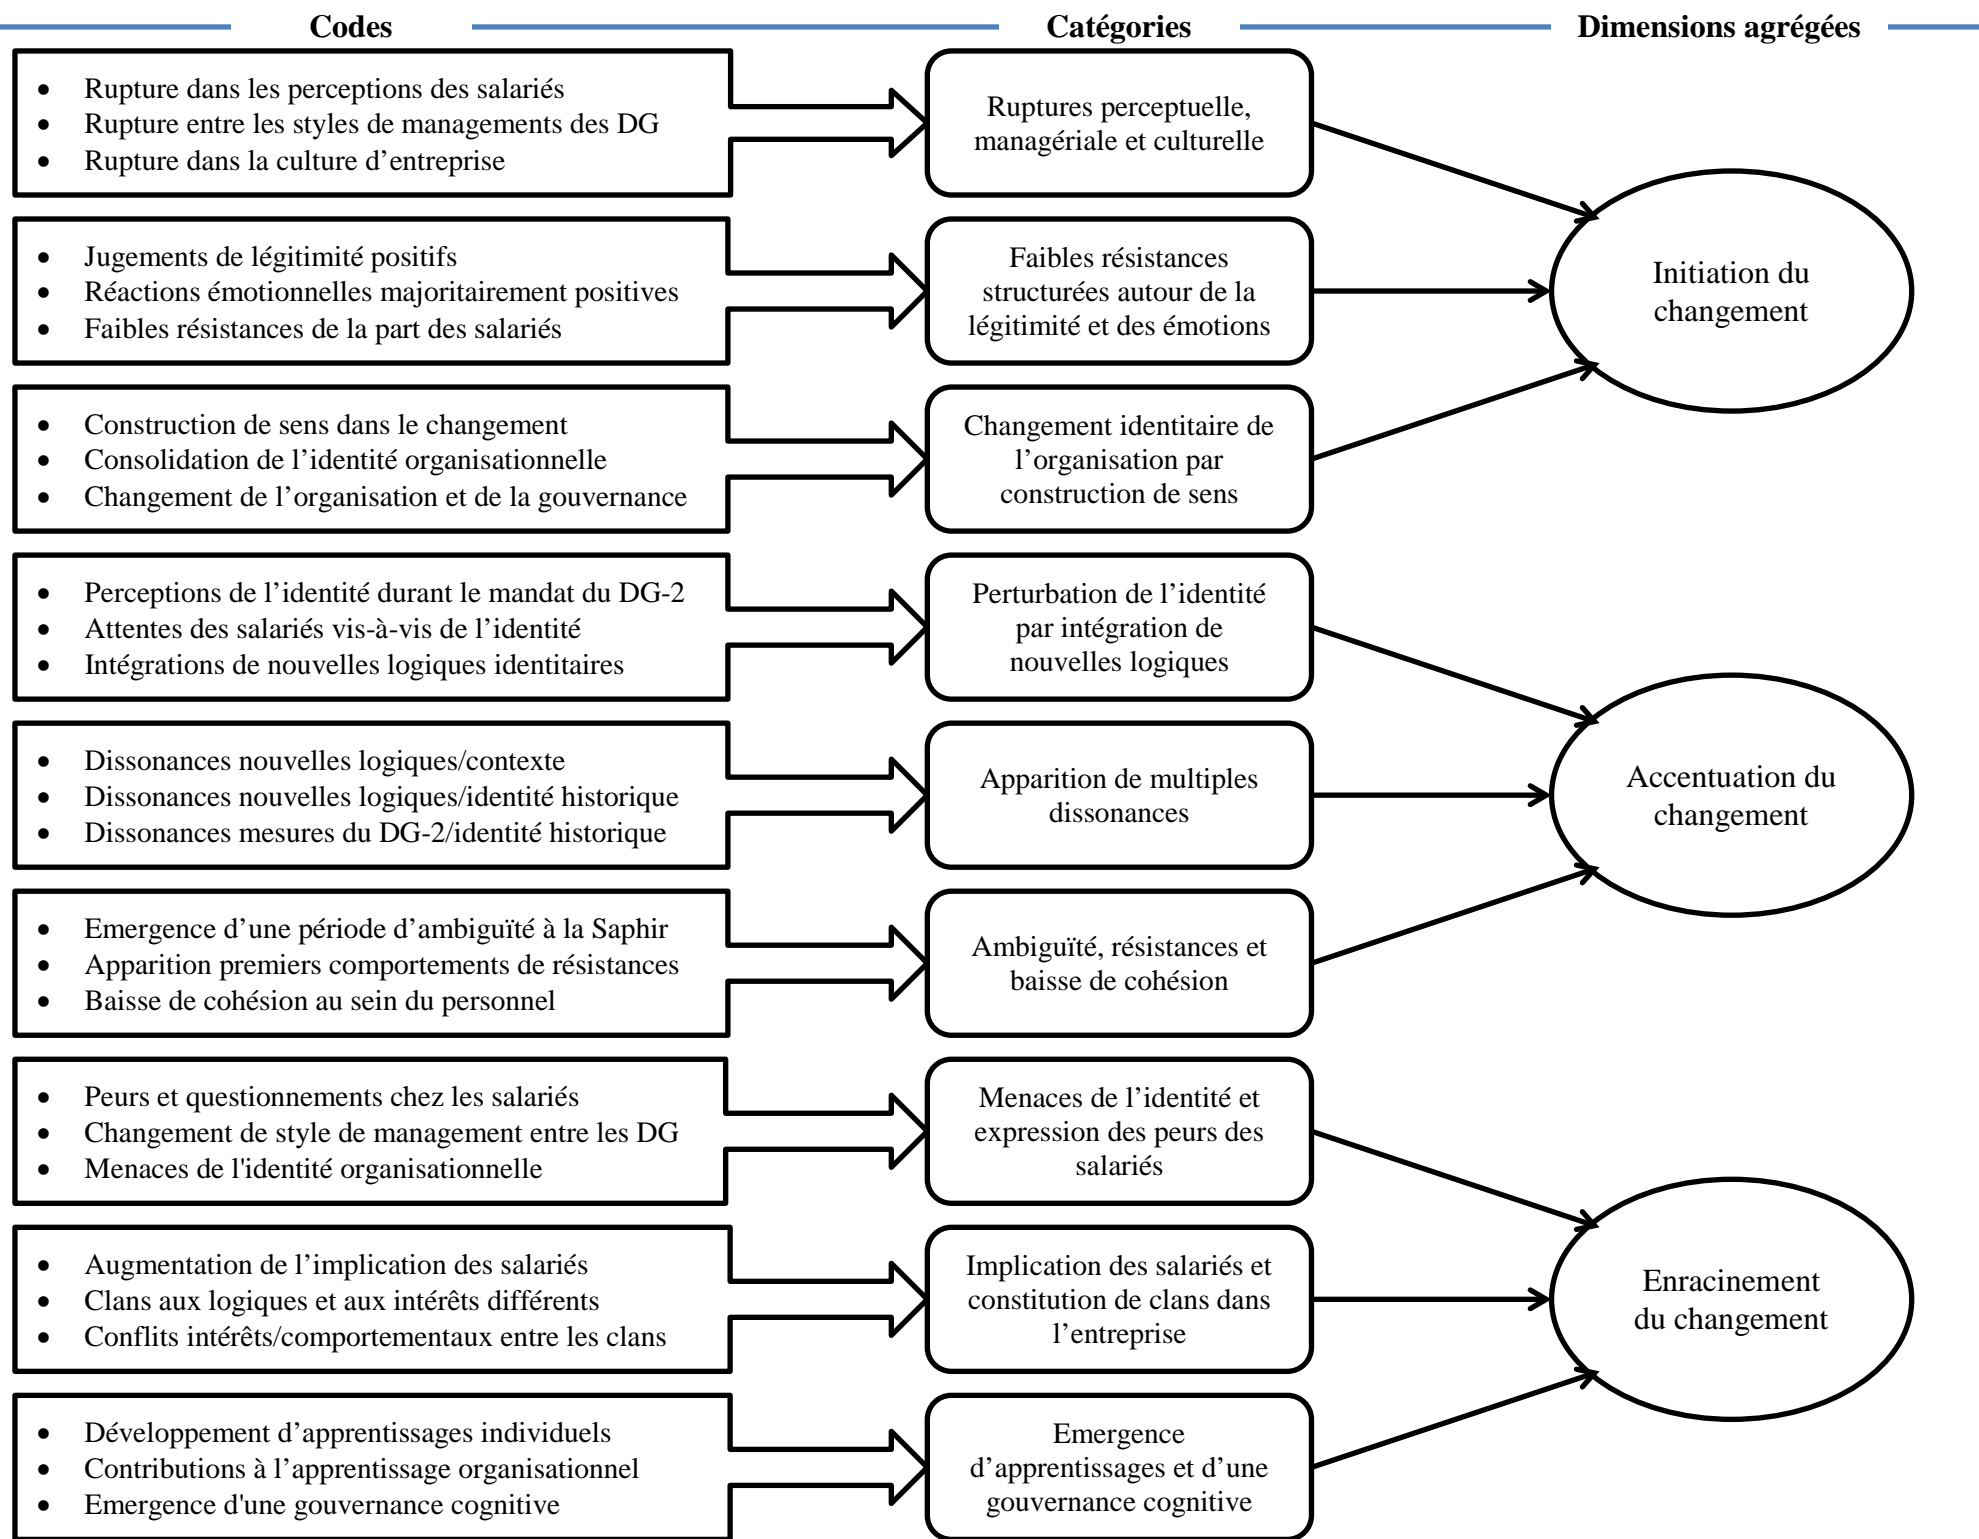 Codes
Catégories
Dimensions agrégées
• Rupture dans les perceptions des salariés
• Rupture entre les styles de managements des DG
• Rupture dans la culture d’entreprise
Ruptures perceptuelle,
managériale et culturelle
• Jugements de légitimité positifs
• Réactions émotionnelles majoritairement positives
• Faibles résistances de la part des salariés
Faibles résistances
structurées autour de la
légitimité et des émotions
Initiation du
changement
• Construction de sens dans le changement
• Consolidation de l’identité organisationnelle
• Changement de l’organisation et de la gouvernance
Changement identitaire de
l’organisation par
construction de sens
• Perceptions de l’identité durant le mandat du DG-2
• Attentes des salariés vis-à-vis de l’identité
• Intégrations de nouvelles logiques identitaires
Perturbation de l’identité
par intégration de
nouvelles logiques
• Dissonances nouvelles logiques/contexte
• Dissonances nouvelles logiques/identité historique
• Dissonances mesures du DG-2/identité historique
Apparition de multiples
dissonances
Accentuation du
changement
• Emergence d’une période d’ambiguïté à la Saphir
• Apparition premiers comportements de résistances
• Baisse de cohésion au sein du personnel
Ambiguïté, résistances et
baisse de cohésion
• Peurs et questionnements chez les salariés
• Changement de style de management entre les DG
• Menaces de l'identité organisationnelle
Menaces de l’identité et
expression des peurs des
salariés
• Augmentation de l’implication des salariés
• Clans aux logiques et aux intérêts différents
• Conflits intérêts/comportementaux entre les clans
Implication des salariés et
constitution de clans dans
l’entreprise
Enracinement
du changement
• Développement d’apprentissages individuels
• Contributions à l’apprentissage organisationnel
• Emergence d'une gouvernance cognitive
Emergence
d’apprentissages et d’une
gouvernance cognitive